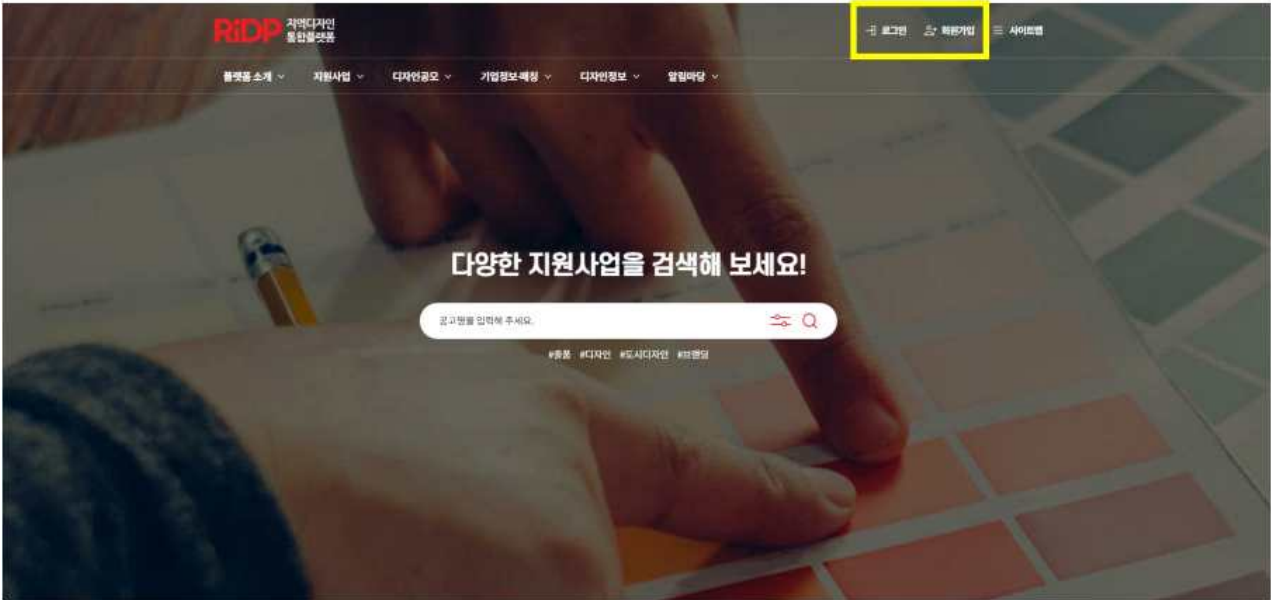 RiDP 지역디자인
통합플랫폼
로그인 회원가입 사이트맵
플랫폼 소개 지원사업 디자인공모 기업정보·매칭 디자인정보 알림마당
다양한 지원사업을 검색해 보세요!
공고명을 입력해 주세요.
#졸품 #디자인 #도시디자인 #브랜딩